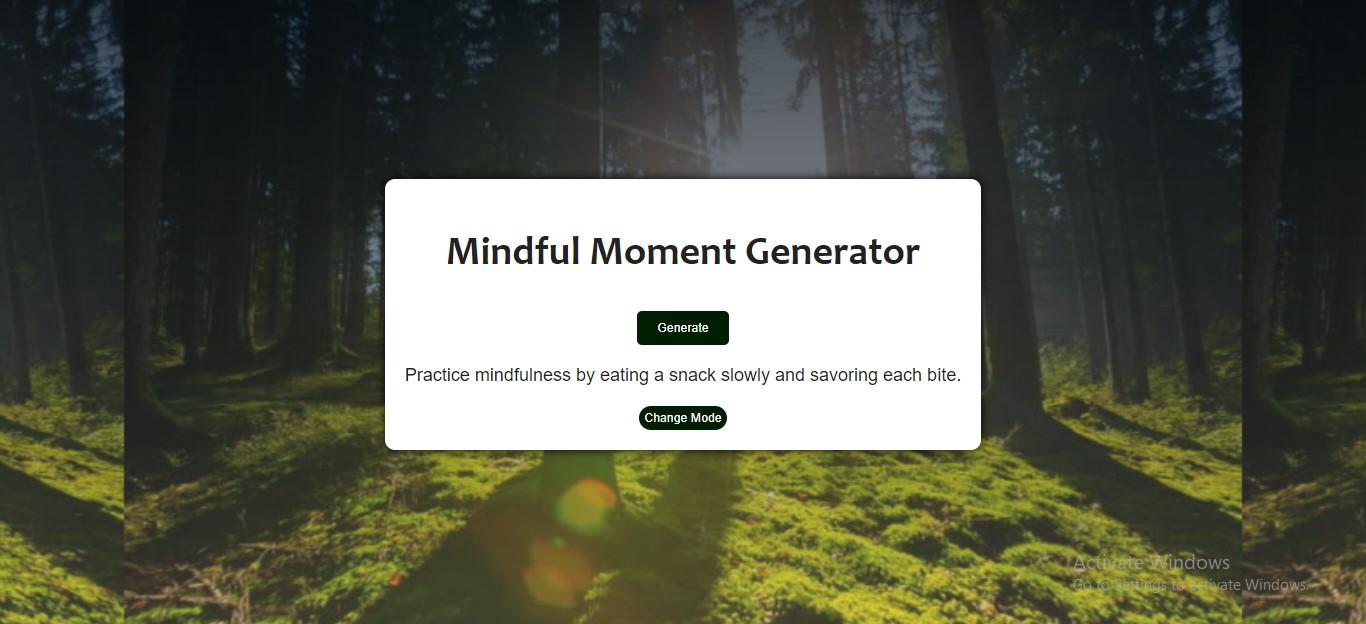 Mindful Moment Generator
Generate
Practice mindfulness by eating a snack slowly and savoring each bite.
Change Mode
Activate Windows
Go to Settings to activate Windows.